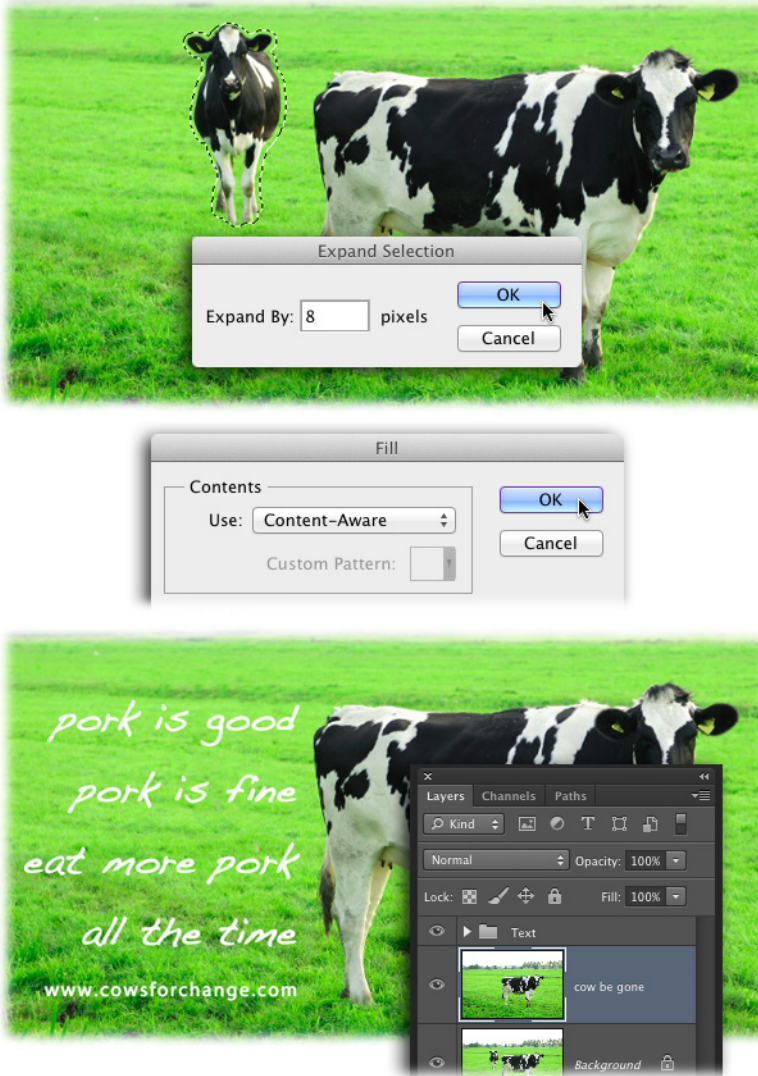 Expand Selection
Expand By: 8 pixels
OK
Cancel
Fill
Contents
Use: Content-Aware
Custom Pattern:
OK
Cancel
pork is good
pork is fine
eat more pork
all the time
www.cowsforchange.com
Layers Channels Paths
Kind
Normal Opacity: 100%
Lock: Fill: 100%
Text
cow be gone
Background